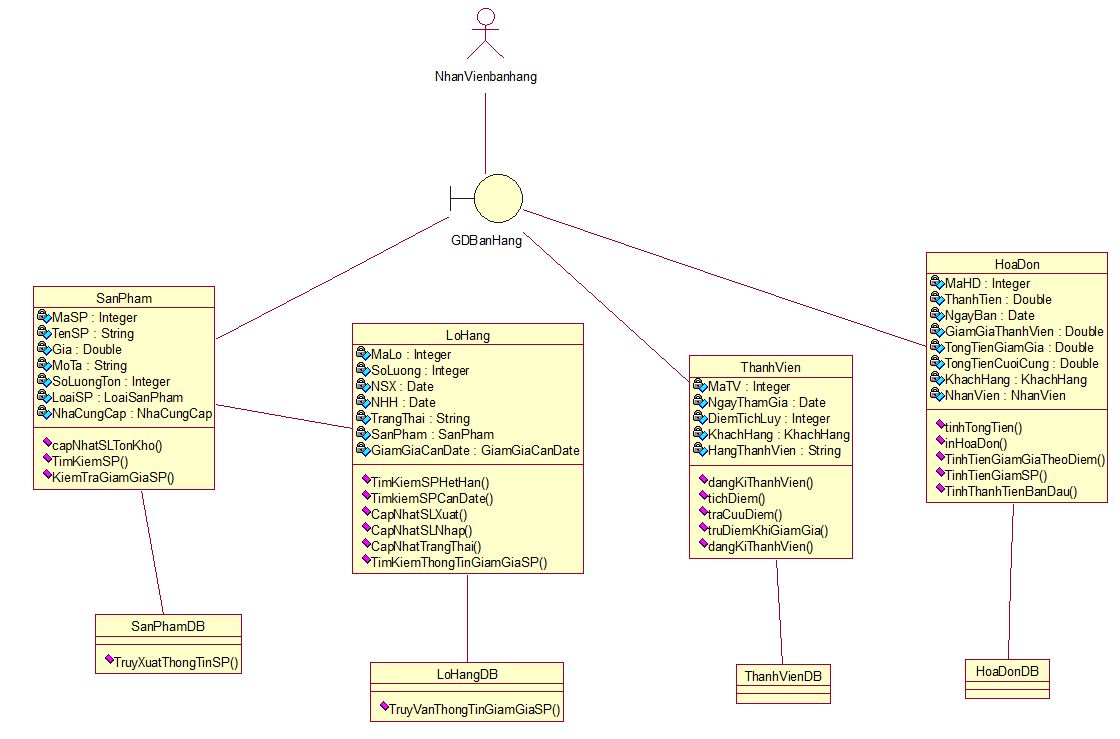 NhanVienbanhang
GDBanHang
SanPham
MaSP : Integer
TenSP : String
Gia : Double
MoTa : String
SoLuongTon : Integer
LoaiSP : LoaiSanPham
NhaCungCap : NhaCungCap
capNhatSLTonKho()
TimKiemSP()
KiemTraGiamGiaSP()
LoHang
MaLo : Integer
SoLuong : Integer
NSX : Date
NHH : Date
TrangThai : String
SanPham : SanPham
GiamGiaCanDate : GiamGiaCanDate
TimKiemSPHetHan()
TimkiemSPCanDate()
CapNhatSLXuat()
CapNhatSLNhap()
CapNhatTrangThai()
TimKiemThongTinGiamGiaSP()
ThanhVien
MaTV : Integer
NgayThamGia : Date
DiemTichLuy : Integer
KhachHang : KhachHang
HangThanhVien : String
dangKiThanhVien()
tichDiem()
traCuuDiem()
truDiemKhiGiamGia()
dangKiThanhVien()
HoaDon
MaHD : Integer
ThanhTien : Double
NgayBan : Date
GiamGiaThanhVien : Double
TongTienGiamGia : Double
TongTienCuoiCung : Double
KhachHang : KhachHang
NhanVien : NhanVien
tinhTongTien()
inHoaDon()
TinhTienGiamGiaTheoDiem()
TinhTienGiamSP()
TinhThanhTienBanDau()
SanPhamDB
TruyXuatThongTinSP()
LoHangDB
TruyVanThongTinGiamGiaSP()
ThanhVienDB
HoaDonDB